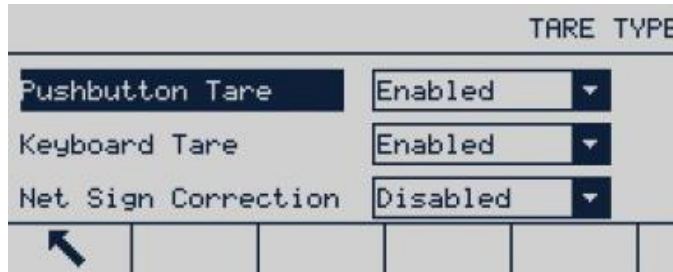 TARE TYPE
Pushbutton Tare Enabled
Keyboard Tare Enabled
Net Sign Correction Disabled